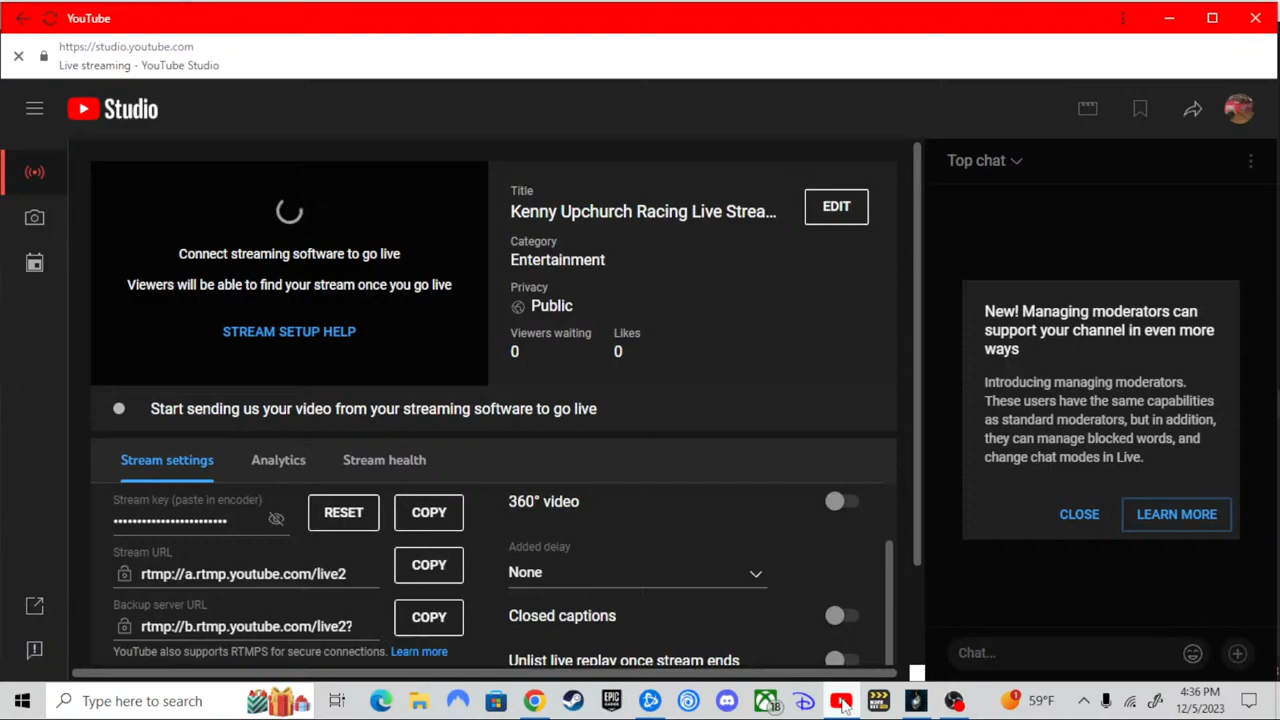 YouTube
https://studio.youtube.com
Live streaming - YouTube Studio
Studio
Connect streaming software to go live
Viewers will be able to find your stream once you go live
STREAM SETUP HELP
Title
Kenny Upchurch Racing Live Strea...
EDIT
Category
Entertainment
Privacy
Public
Viewers waiting
Likes
0
0
Start sending us your video from your streaming software to go live
Stream settings
Analytics
Stream health
Stream key (paste in encoder)
••••••••••••••••••••••••
RESET
COPY
Stream URL
rtmp://a.rtmp.youtube.com/live2
COPY
Backup server URL
rtmp://b.rtmp.youtube.com/live2?
COPY
YouTube also supports RTMPS for secure connections. Learn more
360° video
Added delay
None
Closed captions
Unlist live replay once stream ends
Top chat
New! Managing moderators can
support your channel in even more
ways
Introducing managing moderators.
These users have the same capabilities
as standard moderators, but in addition,
they can manage blocked words, and
change chat modes in Live.
CLOSE
LEARN MORE
Chat...
Type here to search
EPIC
GAMES
18
1
59°F
4:36 PM
12/5/2023